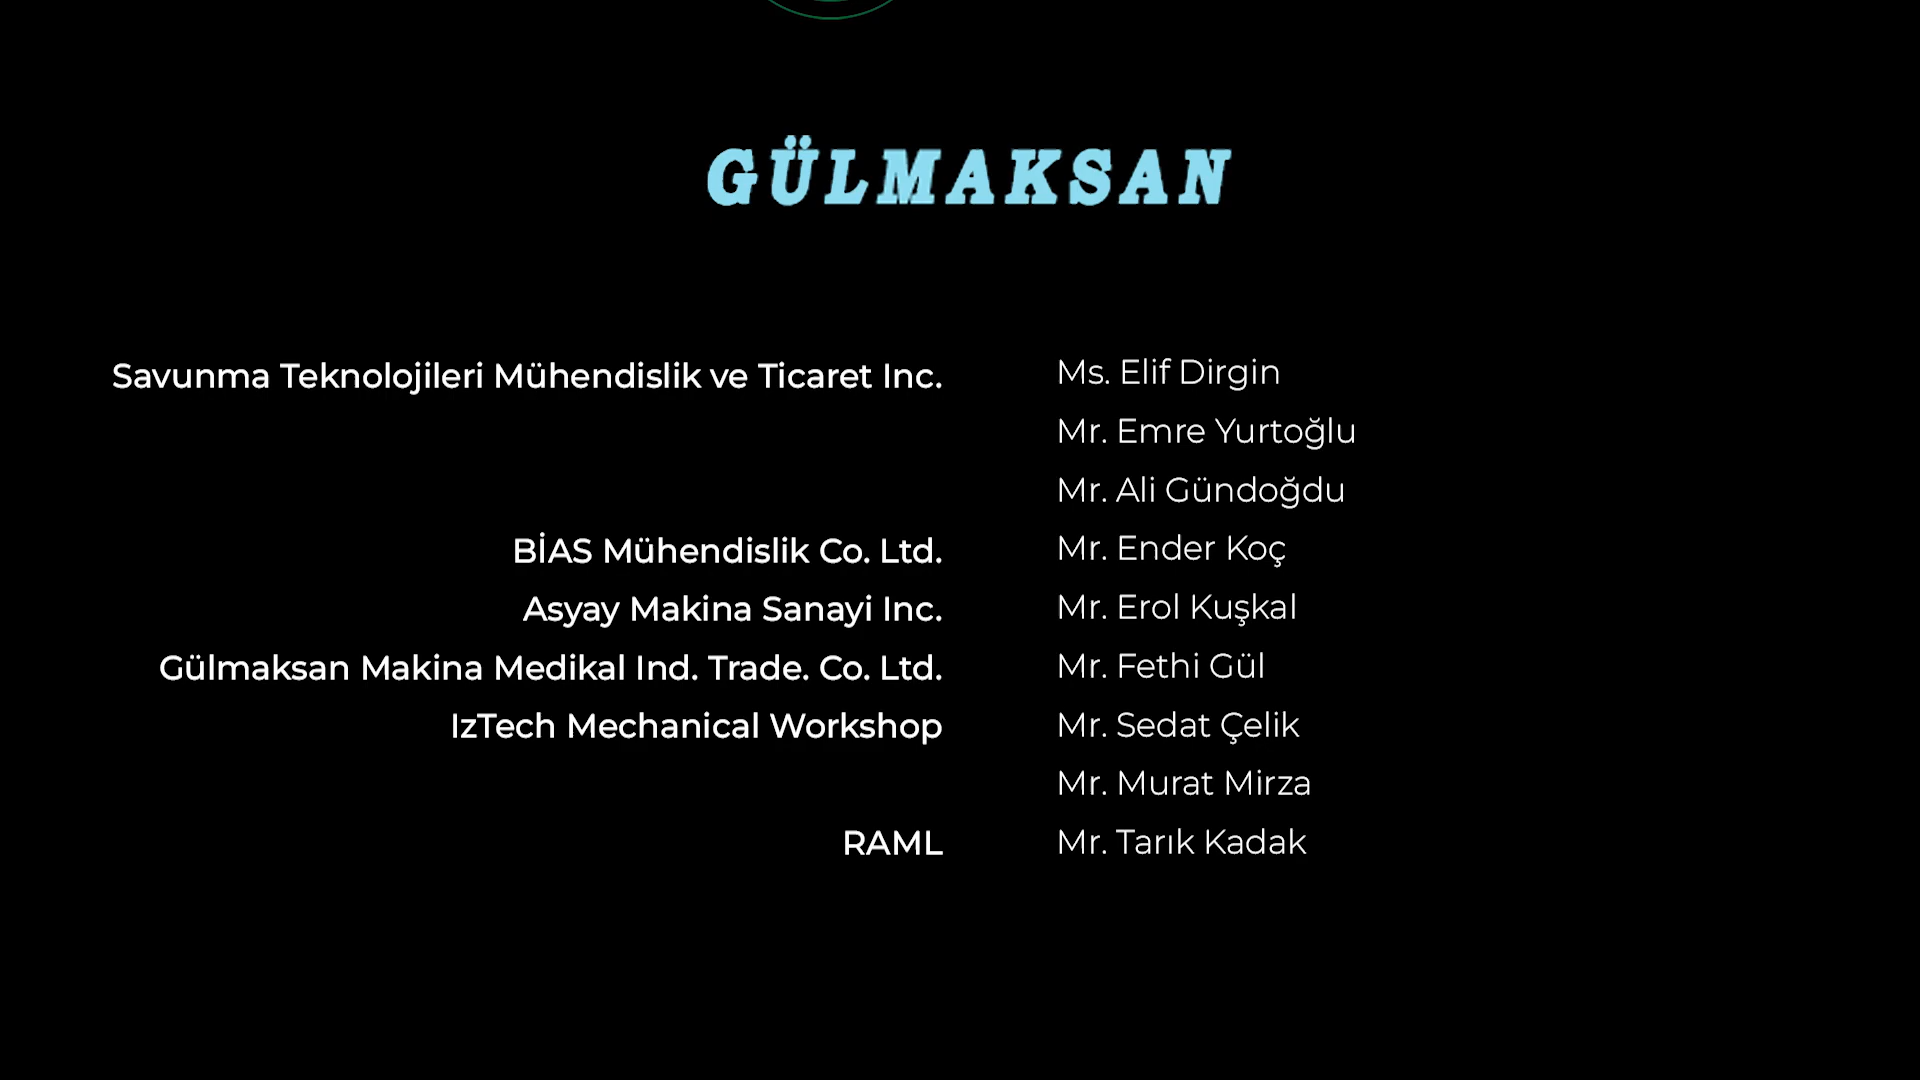 GÜLMAKSAN
Savunma Teknolojileri Mühendislik ve Ticaret Inc. Ms. Elif Dirgin
Mr. Emre Yurtoğlu
Mr. Ali Gündoğdu
BİAS Mühendislik Co. Ltd. Mr. Ender Koç
Asyay Makina Sanayi Inc. Mr. Erol Kuşkal
Gülmaksan Makina Medikal Ind. Trade. Co. Ltd. Mr. Fethi Gül
IzTech Mechanical Workshop Mr. Sedat Çelik
Mr. Murat Mirza
RAML Mr. Tarık Kadak